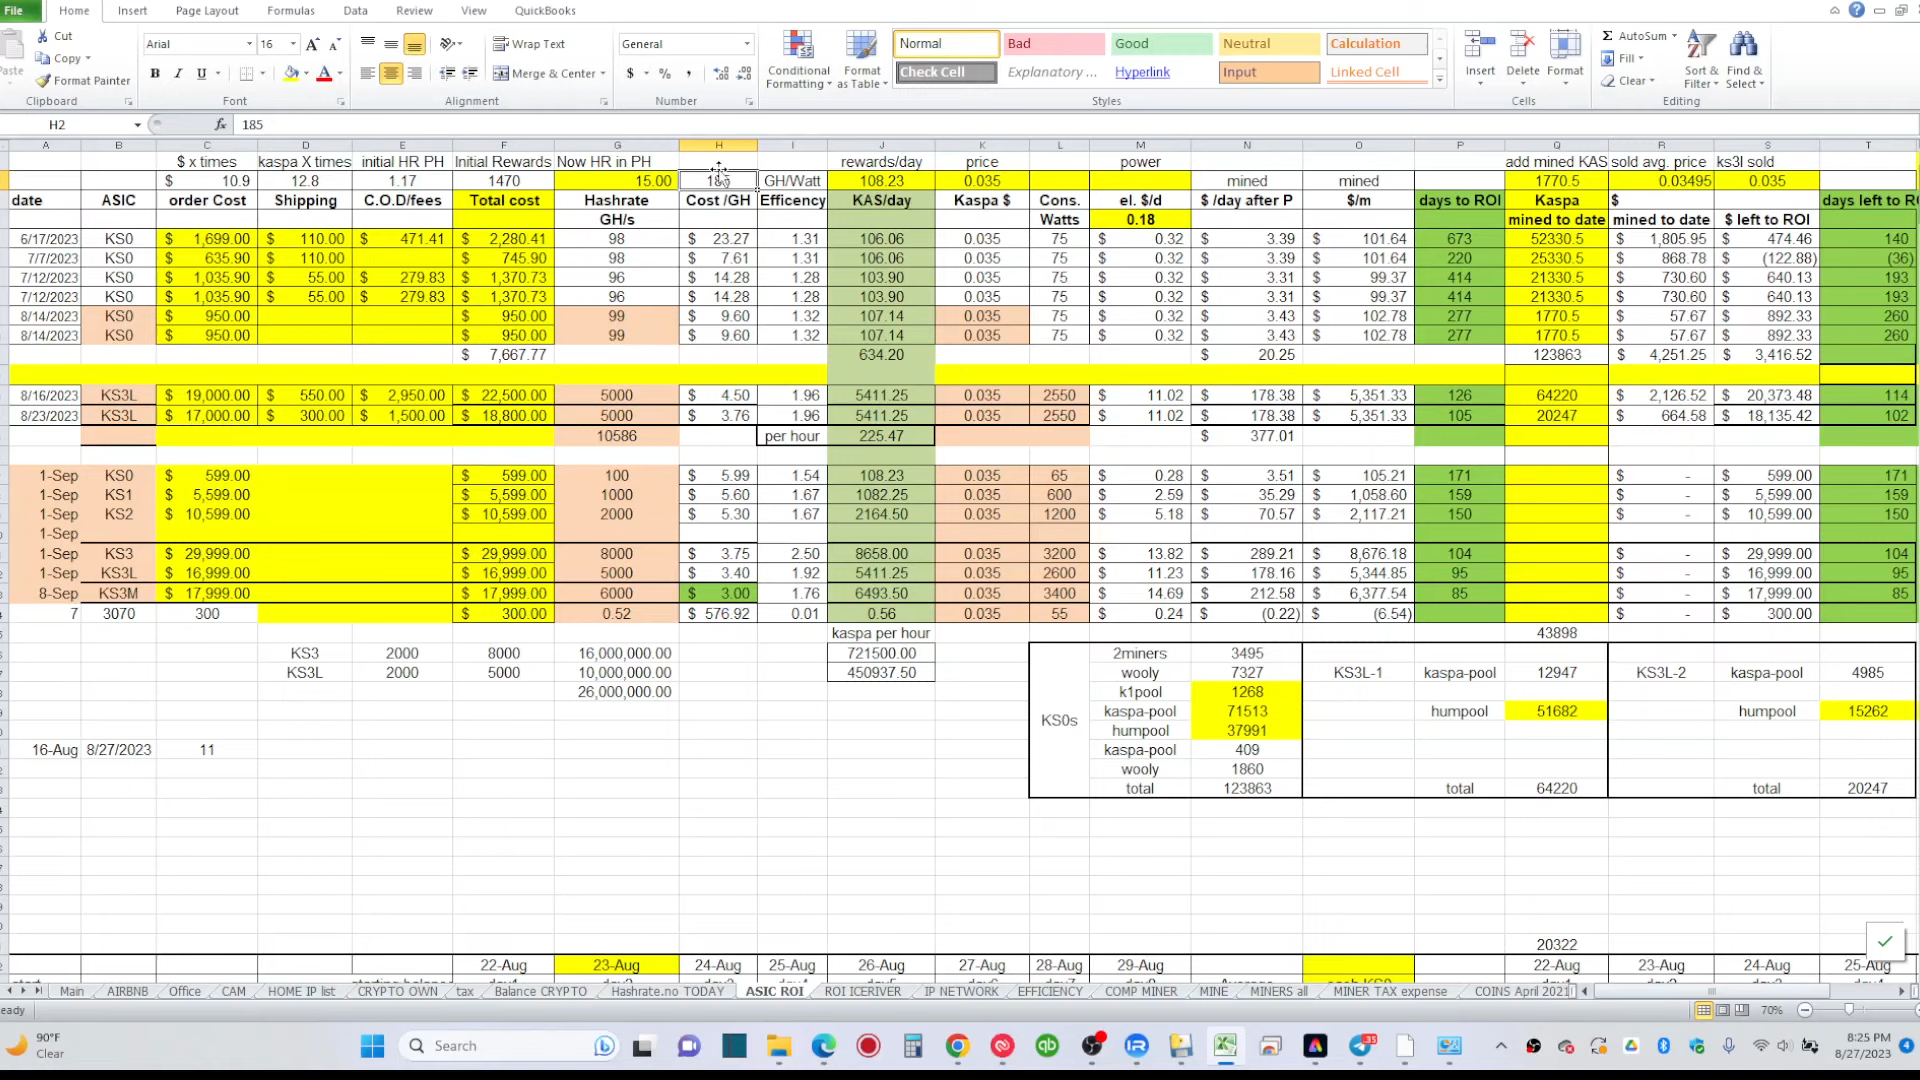 File Home Insert Page Layout Formulas Data Review View QuickBooks
Cut Arial 16 Wrap Text General Normal Bad Good Neutral Calculation AutoSum
Paste Copy Conditional Format Insert Delete Format Fill Sort & Find &
Format Painter B I U Merge & Center $ % , Formatting as Table Check Cell Explanatory ... Hyperlink Input Linked Cell Clear Filter Select
Clipboard Font Alignment Number Styles Cells Editing
H2 fx 185
A B C D E F G H I J K L M N O P Q R S T
$ x times kaspa X times initial HR PH Initial Rewards Now HR in PH rewards/day price power add mined KAS sold avg. price ks3l sold
$ 10.9 12.8 1.17 1470 15.00 185 GH/Watt 108.23 0.035 mined mined 1770.5 0.03495 0.035
date ASIC order Cost Shipping C.O.D/fees Total cost Hashrate Cost /GH Efficency KAS/day Kaspa $ Cons. el. $/d $ /day after P $/m days to ROI Kaspa $ days left to RO
GH/s Watts 0.18 mined to date mined to date $ left to ROI
6/17/2023 KS0 $ 1,699.00 $ 110.00 $ 471.41 $ 2,280.41 98 $ 23.27 1.31 106.06 0.035 75 $ 0.32 $ 3.39 $ 101.64 673 52330.5 $ 1,805.95 $ 474.46 140
7/7/2023 KS0 $ 635.90 $ 110.00 $ 745.90 98 $ 7.61 1.31 106.06 0.035 75 $ 0.32 $ 3.39 $ 101.64 220 25330.5 $ 868.78 $ (122.88) (36)
7/12/2023 KS0 $ 1,035.90 $ 55.00 $ 279.83 $ 1,370.73 96 $ 14.28 1.28 103.90 0.035 75 $ 0.32 $ 3.31 $ 99.37 414 21330.5 $ 730.60 $ 640.13 193
7/12/2023 KS0 $ 1,035.90 $ 55.00 $ 279.83 $ 1,370.73 96 $ 14.28 1.28 103.90 0.035 75 $ 0.32 $ 3.31 $ 99.37 414 21330.5 $ 730.60 $ 640.13 193
8/14/2023 KS0 $ 950.00 $ 950.00 99 $ 9.60 1.32 107.14 0.035 75 $ 0.32 $ 3.43 $ 102.78 277 1770.5 $ 57.67 $ 892.33 260
8/14/2023 KS0 $ 950.00 $ 950.00 99 $ 9.60 1.32 107.14 0.035 75 $ 0.32 $ 3.43 $ 102.78 277 1770.5 $ 57.67 $ 892.33 260
$ 7,667.77 634.20 $ 20.25 123863 $ 4,251.25 $ 3,416.52
8/16/2023 KS3L $ 19,000.00 $ 550.00 $ 2,950.00 $ 22,500.00 5000 $ 4.50 1.96 5411.25 0.035 2550 $ 11.02 $ 178.38 $ 5,351.33 126 64220 $ 2,126.52 $ 20,373.48 114
8/23/2023 KS3L $ 17,000.00 $ 300.00 $ 1,500.00 $ 18,800.00 5000 $ 3.76 1.96 5411.25 0.035 2550 $ 11.02 $ 178.38 $ 5,351.33 105 20247 $ 664.58 $ 18,135.42 102
10586 per hour 225.47 $ 377.01
1-Sep KS0 $ 599.00 $ 599.00 100 $ 5.99 1.54 108.23 0.035 65 $ 0.28 $ 3.51 $ 105.21 171 $ - $ 599.00 171
1-Sep KS1 $ 5,599.00 $ 5,599.00 1000 $ 5.60 1.67 1082.25 0.035 600 $ 2.59 $ 35.29 $ 1,058.60 159 $ - $ 5,599.00 159
1-Sep KS2 $ 10,599.00 $ 10,599.00 2000 $ 5.30 1.67 2164.50 0.035 1200 $ 5.18 $ 70.57 $ 2,117.21 150 $ - $ 10,599.00 150
1-Sep
1-Sep KS3 $ 29,999.00 $ 29,999.00 8000 $ 3.75 2.50 8658.00 0.035 3200 $ 13.82 $ 289.21 $ 8,676.18 104 $ - $ 29,999.00 104
1-Sep KS3L $ 16,999.00 $ 16,999.00 5000 $ 3.40 1.92 5411.25 0.035 2600 $ 11.23 $ 178.16 $ 5,344.85 95 $ - $ 16,999.00 95
8-Sep KS3M $ 17,999.00 $ 17,999.00 6000 $ 3.00 1.76 6493.50 0.035 3400 $ 14.69 $ 212.58 $ 6,377.54 85 $ - $ 17,999.00 85
7 3070 300 $ 300.00 0.52 $ 576.92 0.01 0.56 0.035 55 $ 0.24 $ (0.22) $ (6.54) $ - $ 300.00
kaspa per hour 43898
KS3 2000 8000 16,000,000.00 721500.00 2miners 3495
KS3L 2000 5000 10,000,000.00 450937.50 wooly 7327 KS3L-1 kaspa-pool 12947 KS3L-2 kaspa-pool 4985
26,000,000.00 k1pool 1268
KS0s kaspa-pool 71513 humpool 51682 humpool 15262
humpool 37991
16-Aug 8/27/2023 11 kaspa-pool 409
wooly 1860
total 123863 total 64220 total 20247
20322
22-Aug 23-Aug 24-Aug 25-Aug 26-Aug 27-Aug 28-Aug 29-Aug 22-Aug 23-Aug 24-Aug 25-Aug
Main AIRBNB Office CAM HOME IP list CRYPTO OWN tax Balance CRYPTO Hashrate.no TODAY ASIC ROI ROI ICERIVER IP NETWORK EFFICIENCY COMP MINER MINE MINERS all MINER TAX expense COINS April 2021
eady 70%
90°F
Clear
Search
35
8:25 PM
8/27/2023
4